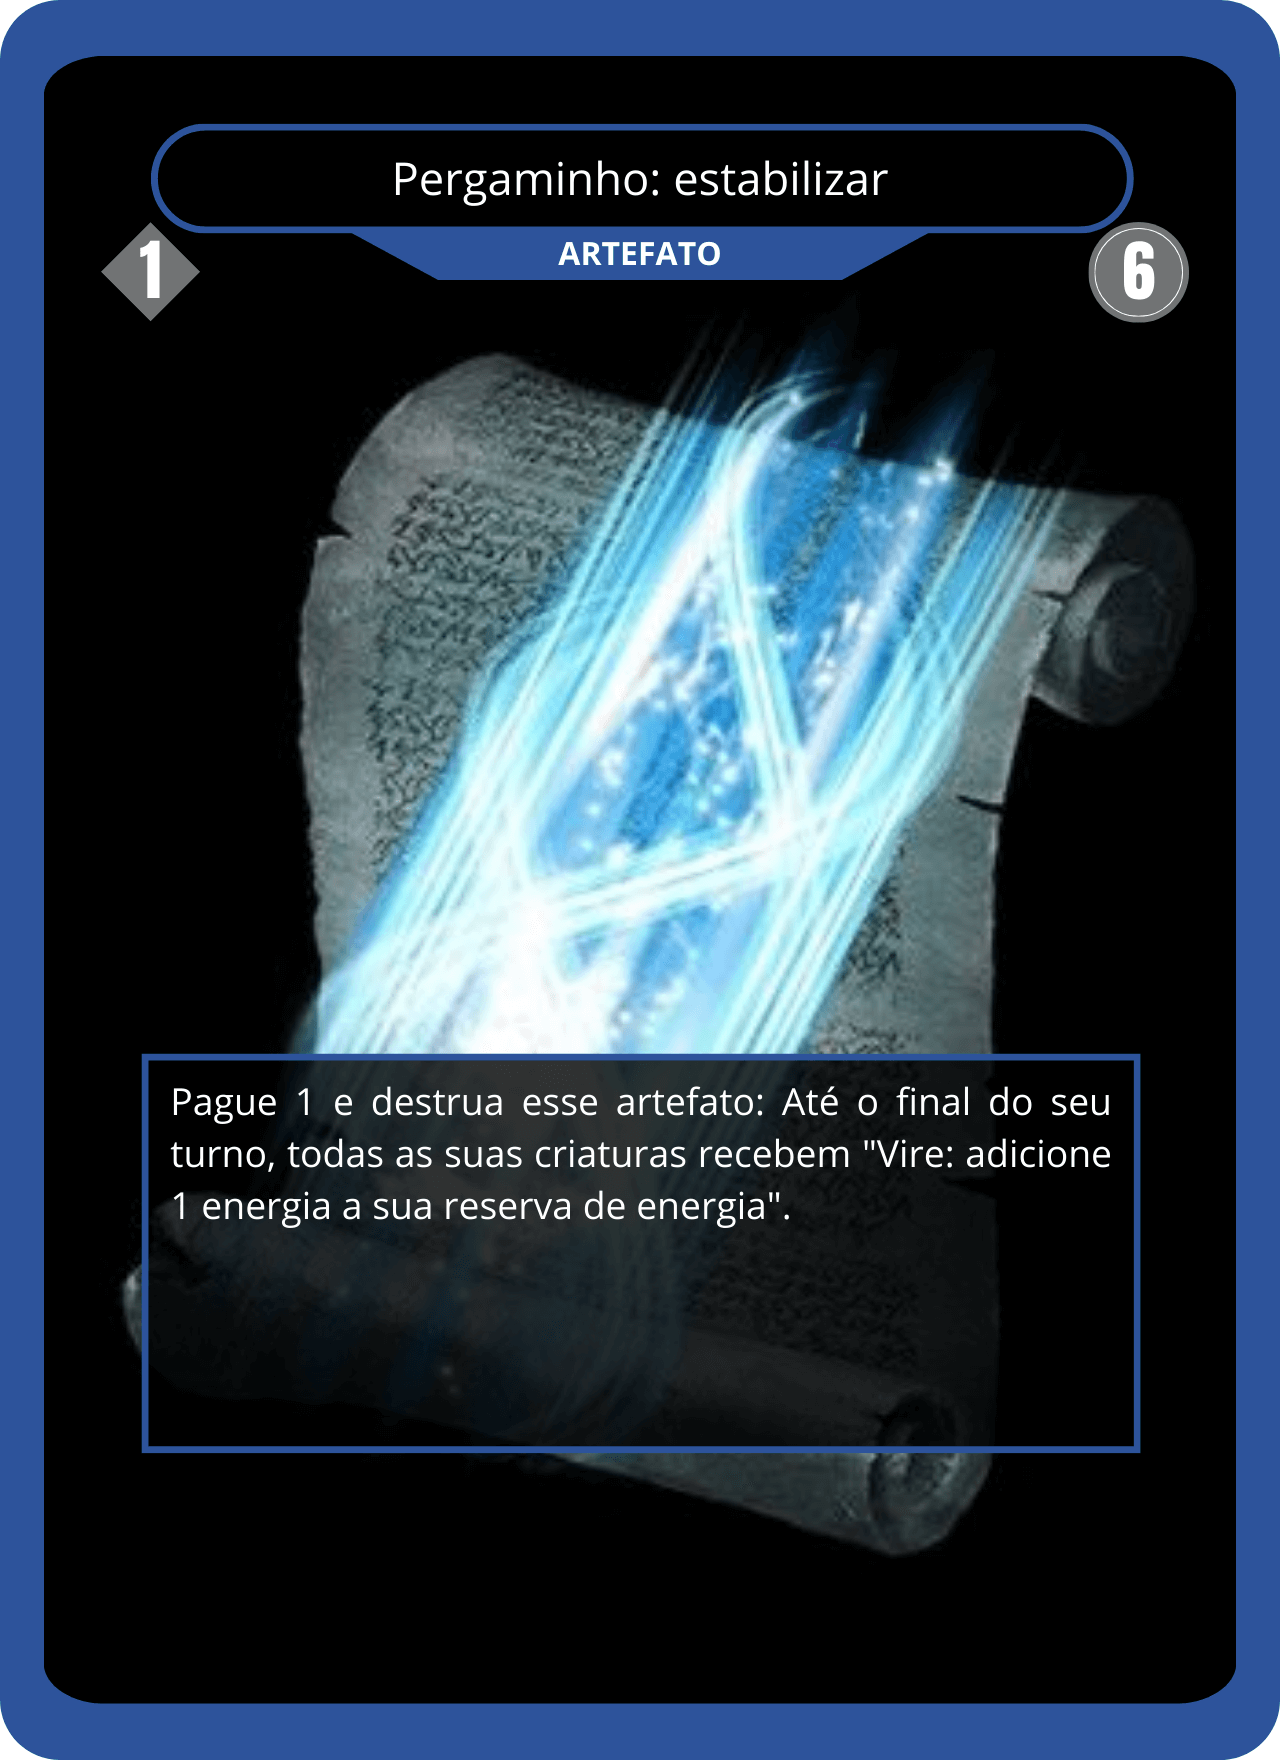 Pergaminho: estabilizar
ARTEFATO
1
6
Pague 1 e destrua esse artefato: Até o final do seu
turno, todas as suas criaturas recebem "Vire: adicione
1 energia a sua reserva de energia".